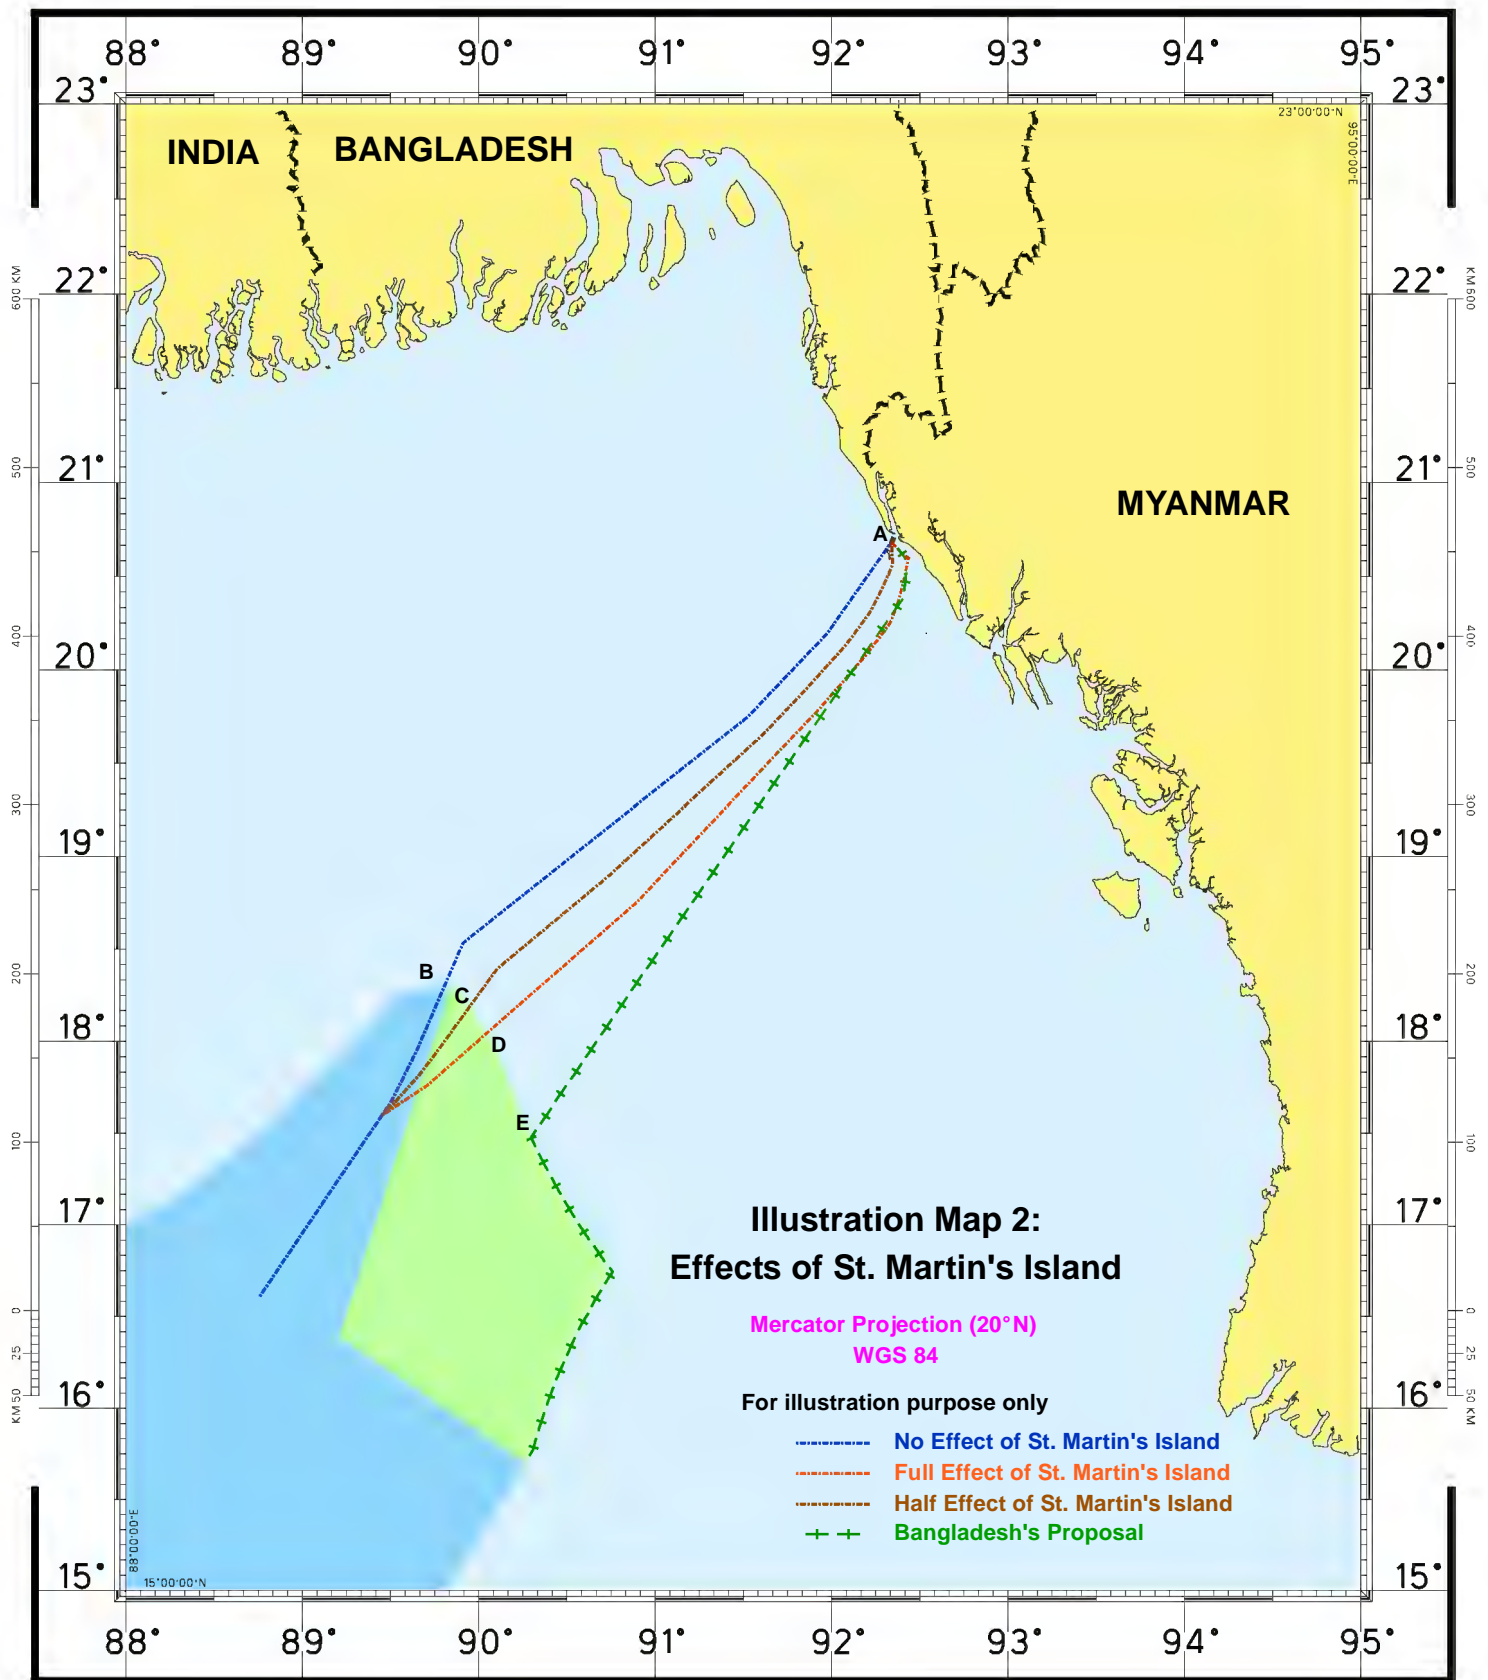 88° 89° 90° 91° 92° 93° 94° 95°
23° 23°
23°00'00"N
95°00'00"E
INDIA BANGLADESH
22° 22°
600 KM KM 600
21° 21°
500 500
MYANMAR
A
20° 20°
400 400
19° 19°
300 300
B
200 200
C
18° 18°
D
E
100 100
17° 17°
Illustration Map 2:
Effects of St. Martin's Island
0 0
Mercator Projection (20°N)
WGS 84
25 25
16° 16°
KM 50 50 KM
For illustration purpose only
No Effect of St. Martin's Island
Full Effect of St. Martin's Island
Half Effect of St. Martin's Island
Bangladesh's Proposal
88°00'00"E
15°00'00"N
15° 15°
88° 89° 90° 91° 92° 93° 94° 95°